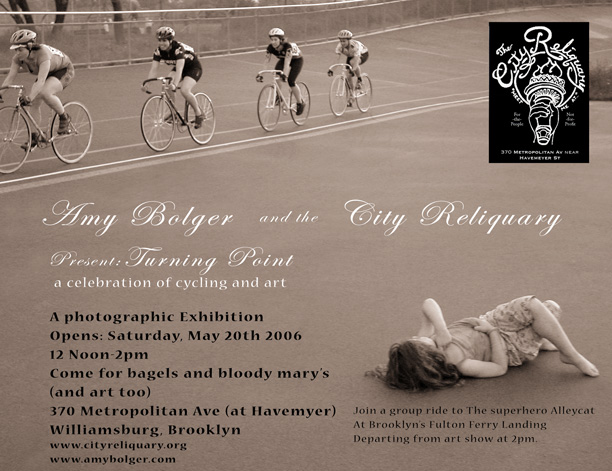 The
City Reliquary
For the People
Not for Profit
370 Metropolitan Av near
Havemeyer St
Amy Bolger and the City Reliquary
Present: Turning Point
a celebration of cycling and art
A photographic Exhibition
Opens: Saturday, May 20th 2006
12 Noon-2pm
Come for bagels and bloody mary's
(and art too)
370 Metropolitan Ave (at Havemyer)
Williamsburg, Brooklyn
www.cityreliquary.org
www.amybolger.com
Join a group ride to The superhero Alleycat
At Brooklyn's Fulton Ferry Landing
Departing from art show at 2pm.